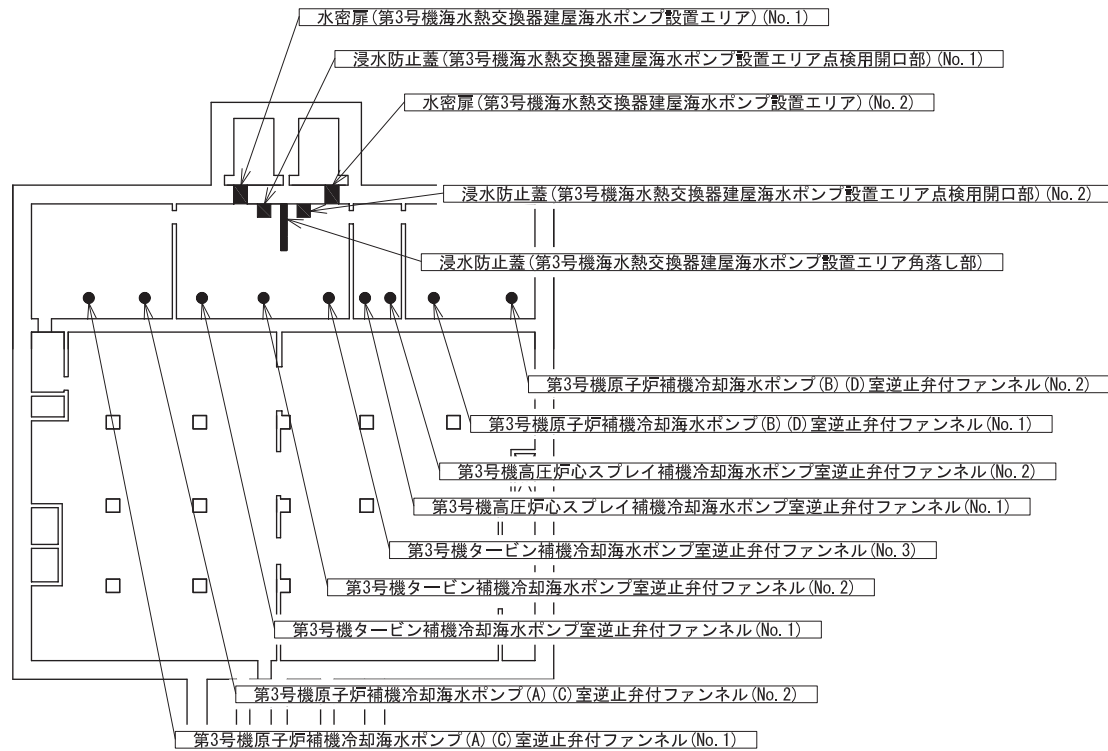 水密扉(第3号機海水熱交換器建屋海水ポンプ設置エリア)(No.1)
浸水防止蓋(第3号機海水熱交換器建屋海水ポンプ設置エリア点検用開口部)(No.1)
水密扉(第3号機海水熱交換器建屋海水ポンプ設置エリア)(No.2)
浸水防止蓋(第3号機海水熱交換器建屋海水ポンプ設置エリア点検用開口部)(No.2)
浸水防止蓋(第3号機海水熱交換器建屋海水ポンプ設置エリア角落し部)
第3号機原子炉補機冷却海水ポンプ(B)(D)室逆止弁付ファンネル(No.2)
第3号機原子炉補機冷却海水ポンプ(B)(D)室逆止弁付ファンネル(No.1)
第3号機高圧炉心スプレイ補機冷却海水ポンプ室逆止弁付ファンネル(No.2)
第3号機高圧炉心スプレイ補機冷却海水ポンプ室逆止弁付ファンネル(No.1)
第3号機タービン補機冷却海水ポンプ室逆止弁付ファンネル(No.3)
第3号機タービン補機冷却海水ポンプ室逆止弁付ファンネル(No.2)
第3号機タービン補機冷却海水ポンプ室逆止弁付ファンネル(No.1)
第3号機原子炉補機冷却海水ポンプ(A)(C)室逆止弁付ファンネル(No.2)
第3号機原子炉補機冷却海水ポンプ(A)(C)室逆止弁付ファンネル(No.1)